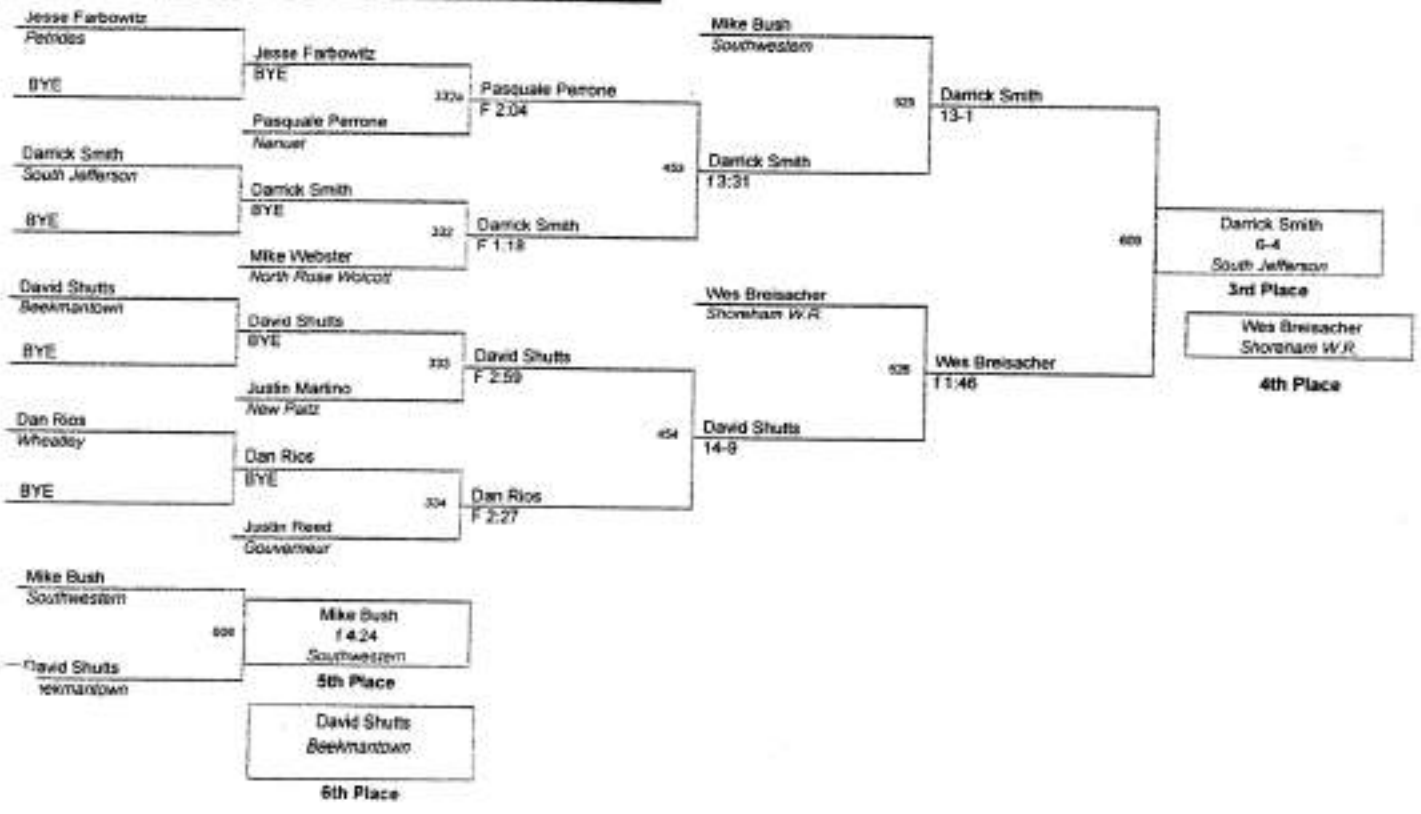 Jesse Farbowitz
Petrides
BYE
Jesse Farbowitz
BYE
332a
Pasquale Perrone
Nanuet
Pasquale Perrone
F 2:04
Darrick Smith
South Jefferson
BYE
Darrick Smith
BYE
332
Mike Webster
North Rose Wolcott
Darrick Smith
F 1:18
453
Darrick Smith
f 3:31
Mike Bush
Southwestern
525
Darrick Smith
13-1
David Shutts
Beekmantown
BYE
David Shutts
BYE
333
Justin Martino
New Paltz
David Shutts
F 2:59
Dan Rios
Wheatley
BYE
Dan Rios
BYE
334
Justin Reed
Gouverneur
Dan Rios
F 2:27
454
David Shutts
14-9
Wes Breisacher
Shoreham W.R.
526
Wes Breisacher
f 1:46
Darrick Smith
6-4
South Jefferson
3rd Place
Wes Breisacher
Shoreham W.R.
4th Place
Mike Bush
Southwestern
David Shutts
ekmantown
Mike Bush
f 4:24
Southwestern
5th Place
David Shutts
Beekmantown
6th Place